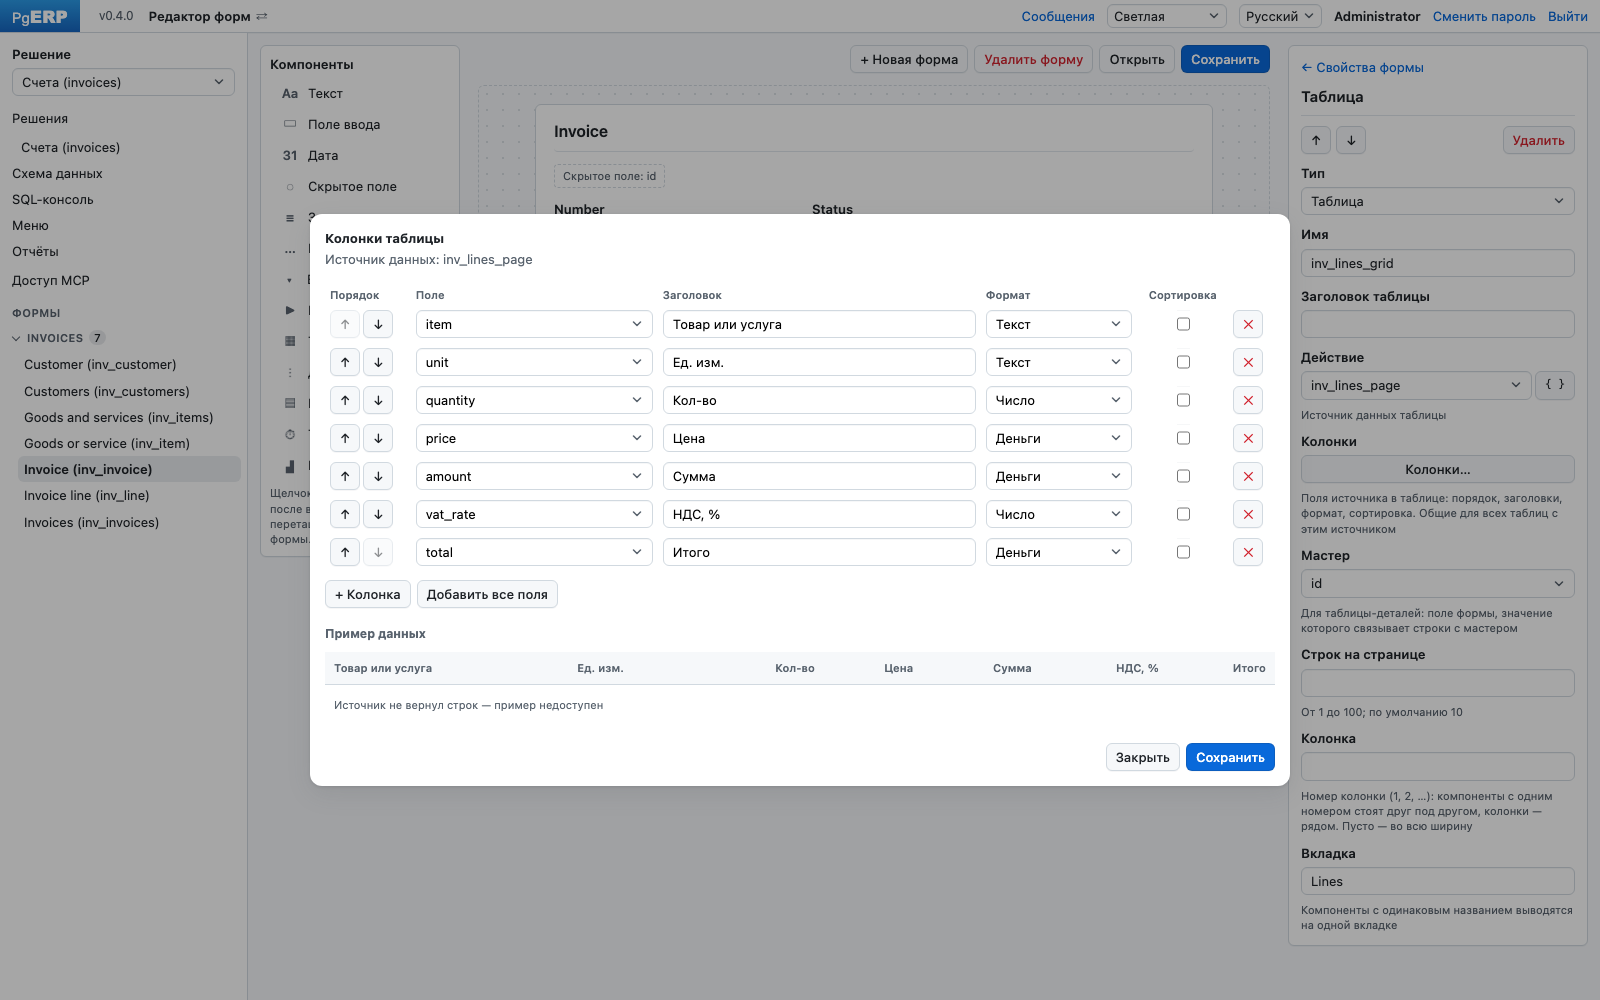 PgERP
v0.4.0
Редактор форм ⇄
Сообщения
Светлая
Русский
Administrator
Сменить пароль
Выйти
Решение
Счета (invoices)
Решения
Счета (invoices)
Схема данных
SQL-консоль
Меню
Отчёты
Доступ MCP
ФОРМЫ
INVOICES 7
Customer (inv_customer)
Customers (inv_customers)
Goods and services (inv_items)
Goods or service (inv_item)
Invoice (inv_invoice)
Invoice line (inv_line)
Invoices (inv_invoices)
Компоненты
Aa Текст
Поле ввода
31 Дата
Скрытое поле
+ Новая форма
Удалить форму
Открыть
Сохранить
Invoice
Скрытое поле: id
Number
Status
Колонки таблицы
Источник данных: inv_lines_page
Порядок Поле Заголовок Формат Сортировка
↑ ↓ item Товар или услуга Текст ✕
↑ ↓ unit Ед. изм. Текст ✕
↑ ↓ quantity Кол-во Число ✕
↑ ↓ price Цена Деньги ✕
↑ ↓ amount Сумма Деньги ✕
↑ ↓ vat_rate НДС, % Число ✕
↑ ↓ total Итого Деньги ✕
+ Колонка
Добавить все поля
Пример данных
Товар или услуга Ед. изм. Кол-во Цена Сумма НДС, % Итого
Источник не вернул строк — пример недоступен
Закрыть
Сохранить
после
формы.
← Свойства формы
Таблица
↑ ↓ Удалить
Тип
Таблица
Имя
inv_lines_grid
Заголовок таблицы
Действие
inv_lines_page { }
Источник данных таблицы
Колонки
Колонки...
Поля источника в таблице: порядок, заголовки,
формат, сортировка. Общие для всех таблиц с
этим источником
Мастер
id
Для таблицы-деталей: поле формы, значение
которого связывает строки с мастером
Строк на странице
От 1 до 100; по умолчанию 10
Колонка
Номер колонки (1, 2, ...): компоненты с одним
номером стоят друг под другом, колонки —
рядом. Пусто — во всю ширину
Вкладка
Lines
Компоненты с одинаковым названием выводятся
на одной вкладке